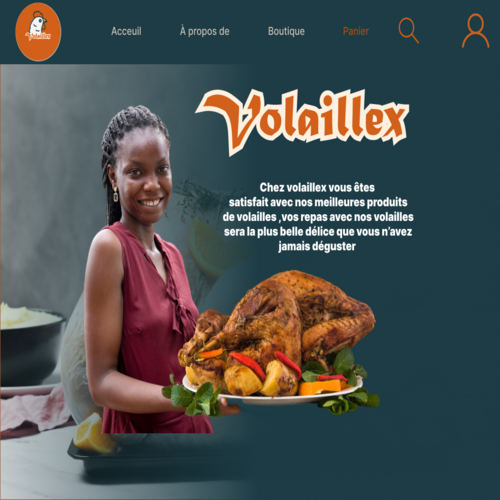 Volaillex
Acceuil
À propos de
Boutique
Panier
Volaillex
Chez volaillex vous êtes
satisfait avec nos meilleures produits
de volailles ,vos repas avec nos volailles
sera la plus belle délice que vous n'avez
jamais déguster